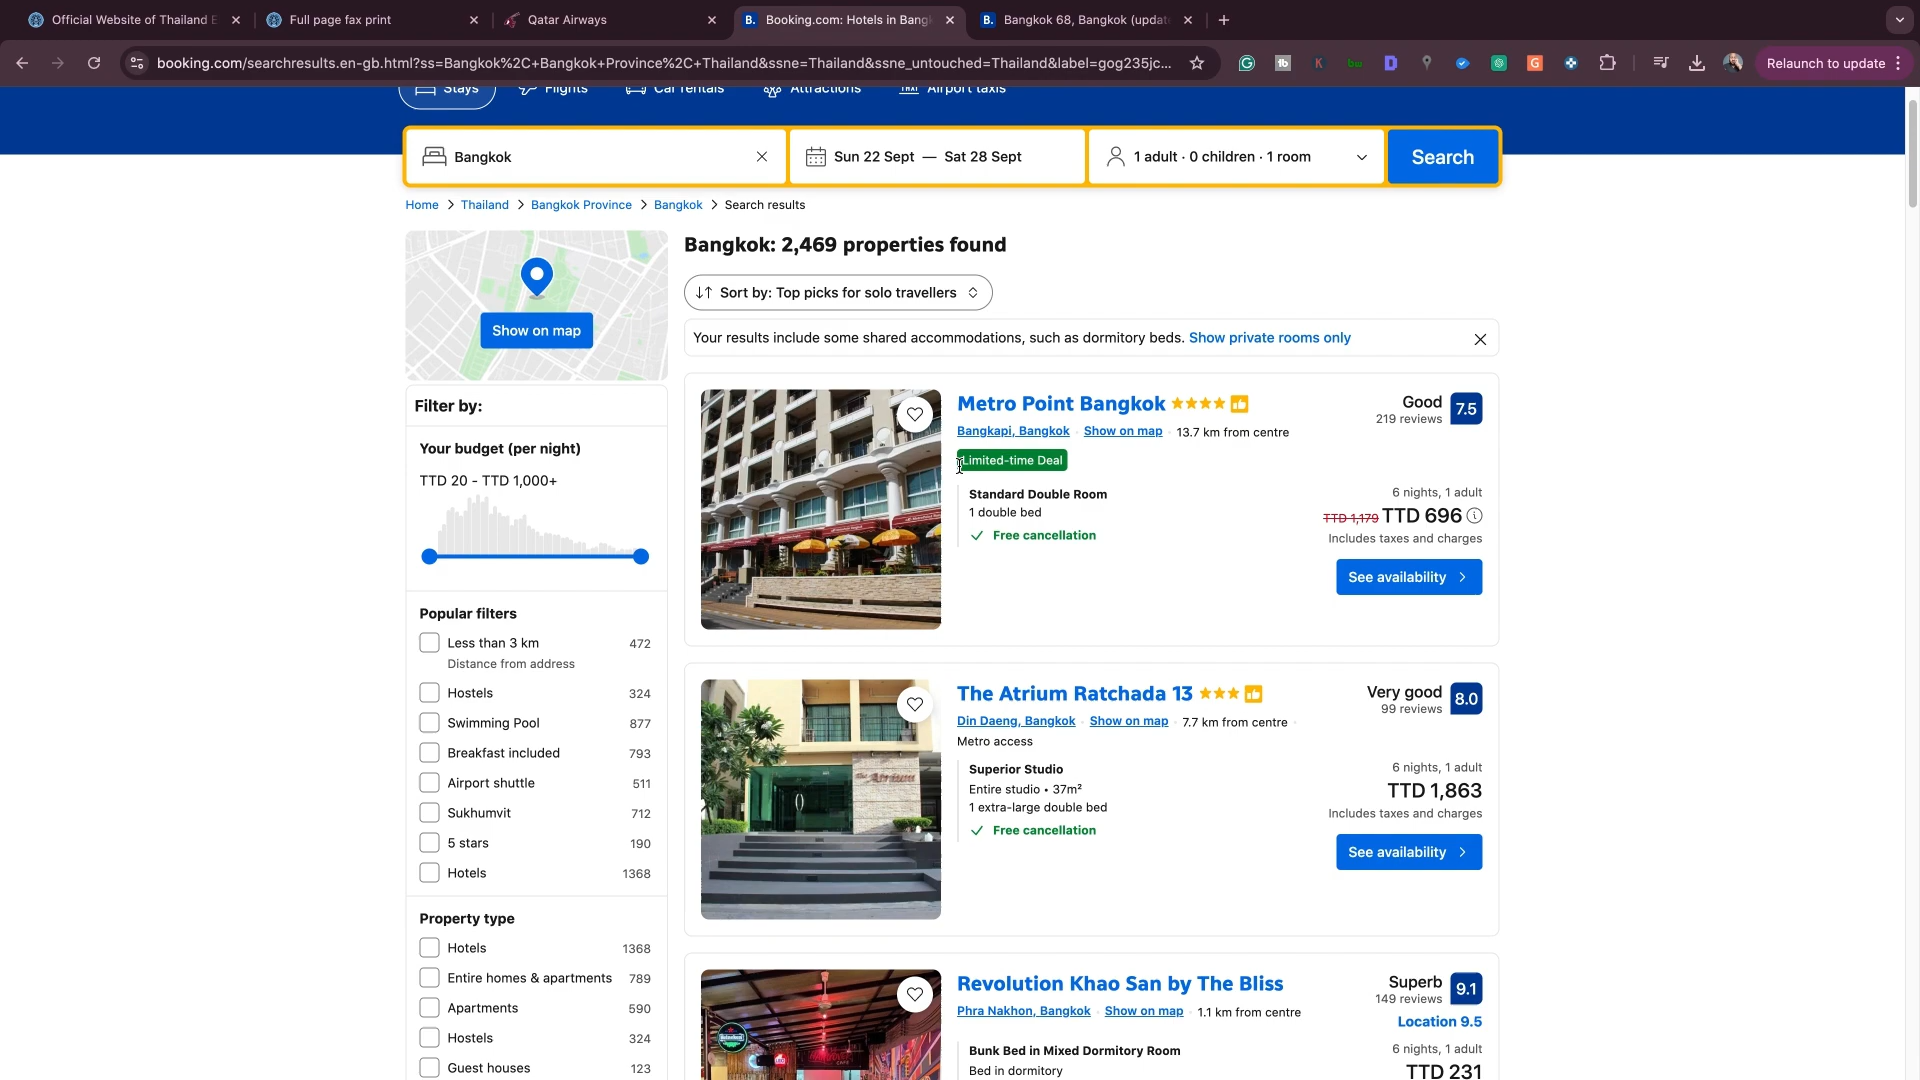 Official Website of Thailand E
Full page fax print
Qatar Airways
B. Booking.com: Hotels in Bangk
B. Bangkok 68, Bangkok (updat
booking.com/searchresults.en-gb.html?ss=Bangkok%2C+Bangkok+Province%2C+Thailand&ssne=Thailand&ssne_untouched=Thailand&label=gog235jc...
Relaunch to update
Stays
Flights
Car rentals
Attractions
Airport taxis
Bangkok
Sun 22 Sept — Sat 28 Sept
1 adult · 0 children · 1 room
Search
Home > Thailand > Bangkok Province > Bangkok > Search results
Show on map
Bangkok: 2,469 properties found
Sort by: Top picks for solo travellers
Your results include some shared accommodations, such as dormitory beds. Show private rooms only
Filter by:
Your budget (per night)
TTD 20 - TTD 1,000+
Popular filters
Less than 3 km 472
Distance from address
Hostels 324
Swimming Pool 877
Breakfast included 793
Airport shuttle 511
Sukhumvit 712
5 stars 190
Hotels 1368
Property type
Hotels 1368
Entire homes & apartments 789
Apartments 590
Hostels 324
Guest houses 123
Metro Point Bangkok
Good 7.5
219 reviews
Bangkapi, Bangkok · Show on map · 13.7 km from centre
Limited-time Deal
Standard Double Room
1 double bed
Free cancellation
6 nights, 1 adult
TTD 1,179 TTD 696
Includes taxes and charges
See availability
The Atrium Ratchada 13
Very good 8.0
99 reviews
Din Daeng, Bangkok · Show on map · 7.7 km from centre ·
Metro access
Superior Studio
Entire studio • 37m²
1 extra-large double bed
Free cancellation
6 nights, 1 adult
TTD 1,863
Includes taxes and charges
See availability
Revolution Khao San by The Bliss
Superb 9.1
149 reviews
Location 9.5
Phra Nakhon, Bangkok · Show on map · 1.1 km from centre
Bunk Bed in Mixed Dormitory Room
Bed in dormitory
6 nights, 1 adult
TTD 231